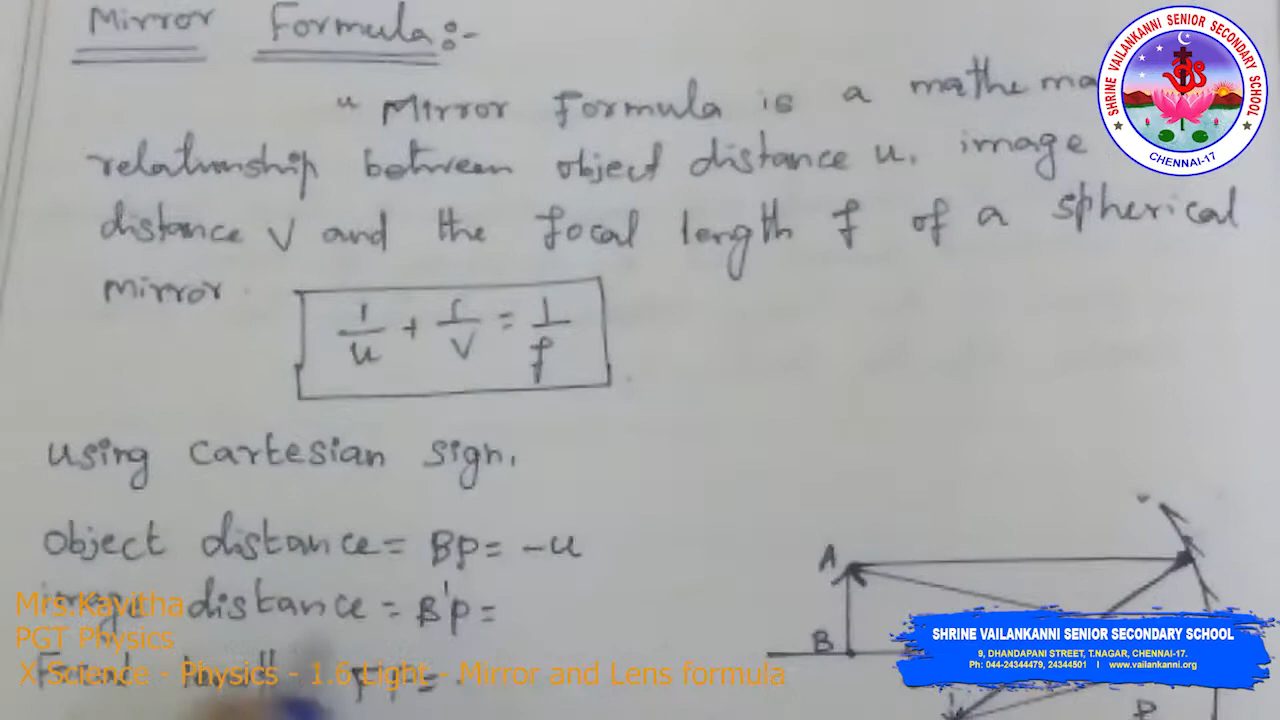 Mirror Formula:-
" Mirror Formula is a mathema
relationship between object distance u, image
distance v and the focal length f of a spherical
mirror.
1/u + 1/v = 1/f
using cartesian sign,
object distance = BP = -u
image distance = B'P =
Mrs.Kavitha
PGT Physics
X Science - Physics - 1.6 Light - Mirror and Lens formula
A
B
P
SHRINE VAILANKANNI SENIOR SECONDARY SCHOOL
CHENNAI-17
SHRINE VAILANKANNI SENIOR SECONDARY SCHOOL
9, DHANDAPANI STREET, T.NAGAR, CHENNAI-17.
Ph: 044-24344479, 24344501 | www.vailankanni.org